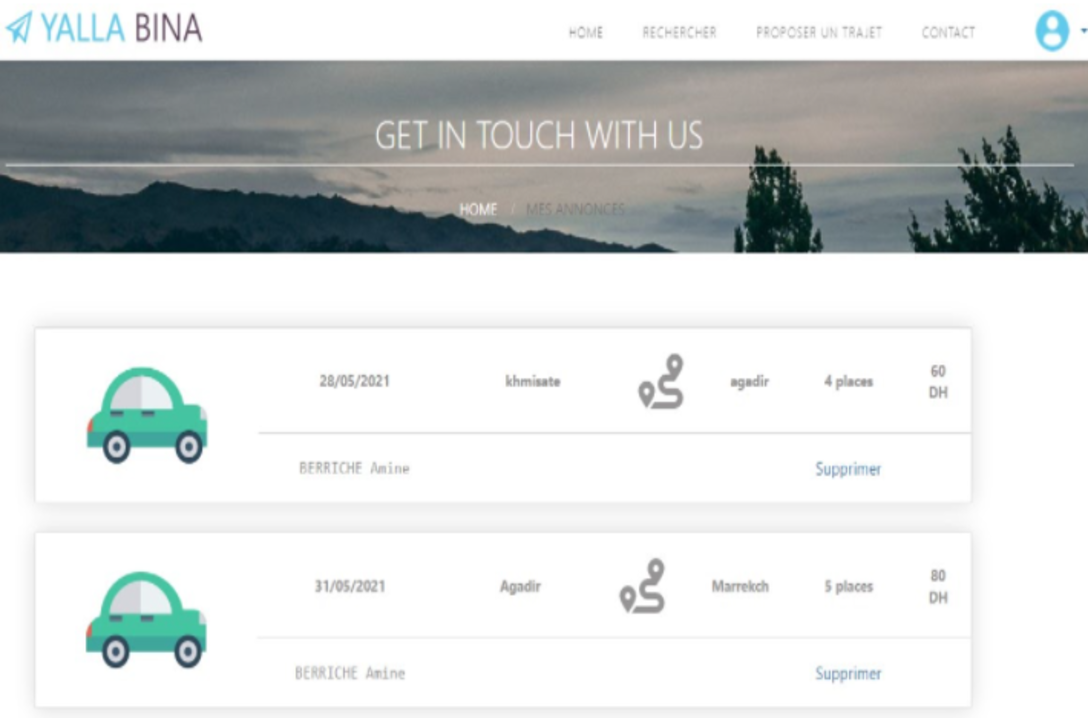 YALLA BINA
HOME RECHERCHER PROPOSER UN TRAJET CONTACT
GET IN TOUCH WITH US
HOME / MES ANNONCES
28/05/2021 khmisate agadir 4 places 60 DH
BERRICHE Amine Supprimer
31/05/2021 Agadir Marrekch 5 places 80 DH
BERRICHE Amine Supprimer